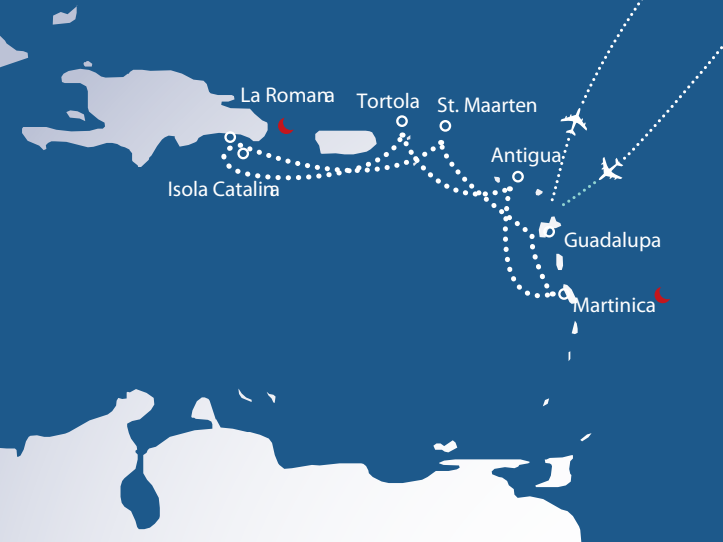 La Romana
Tortola
St. Maarten
Antigua
Isola Catalina
Guadalupa
Martinica